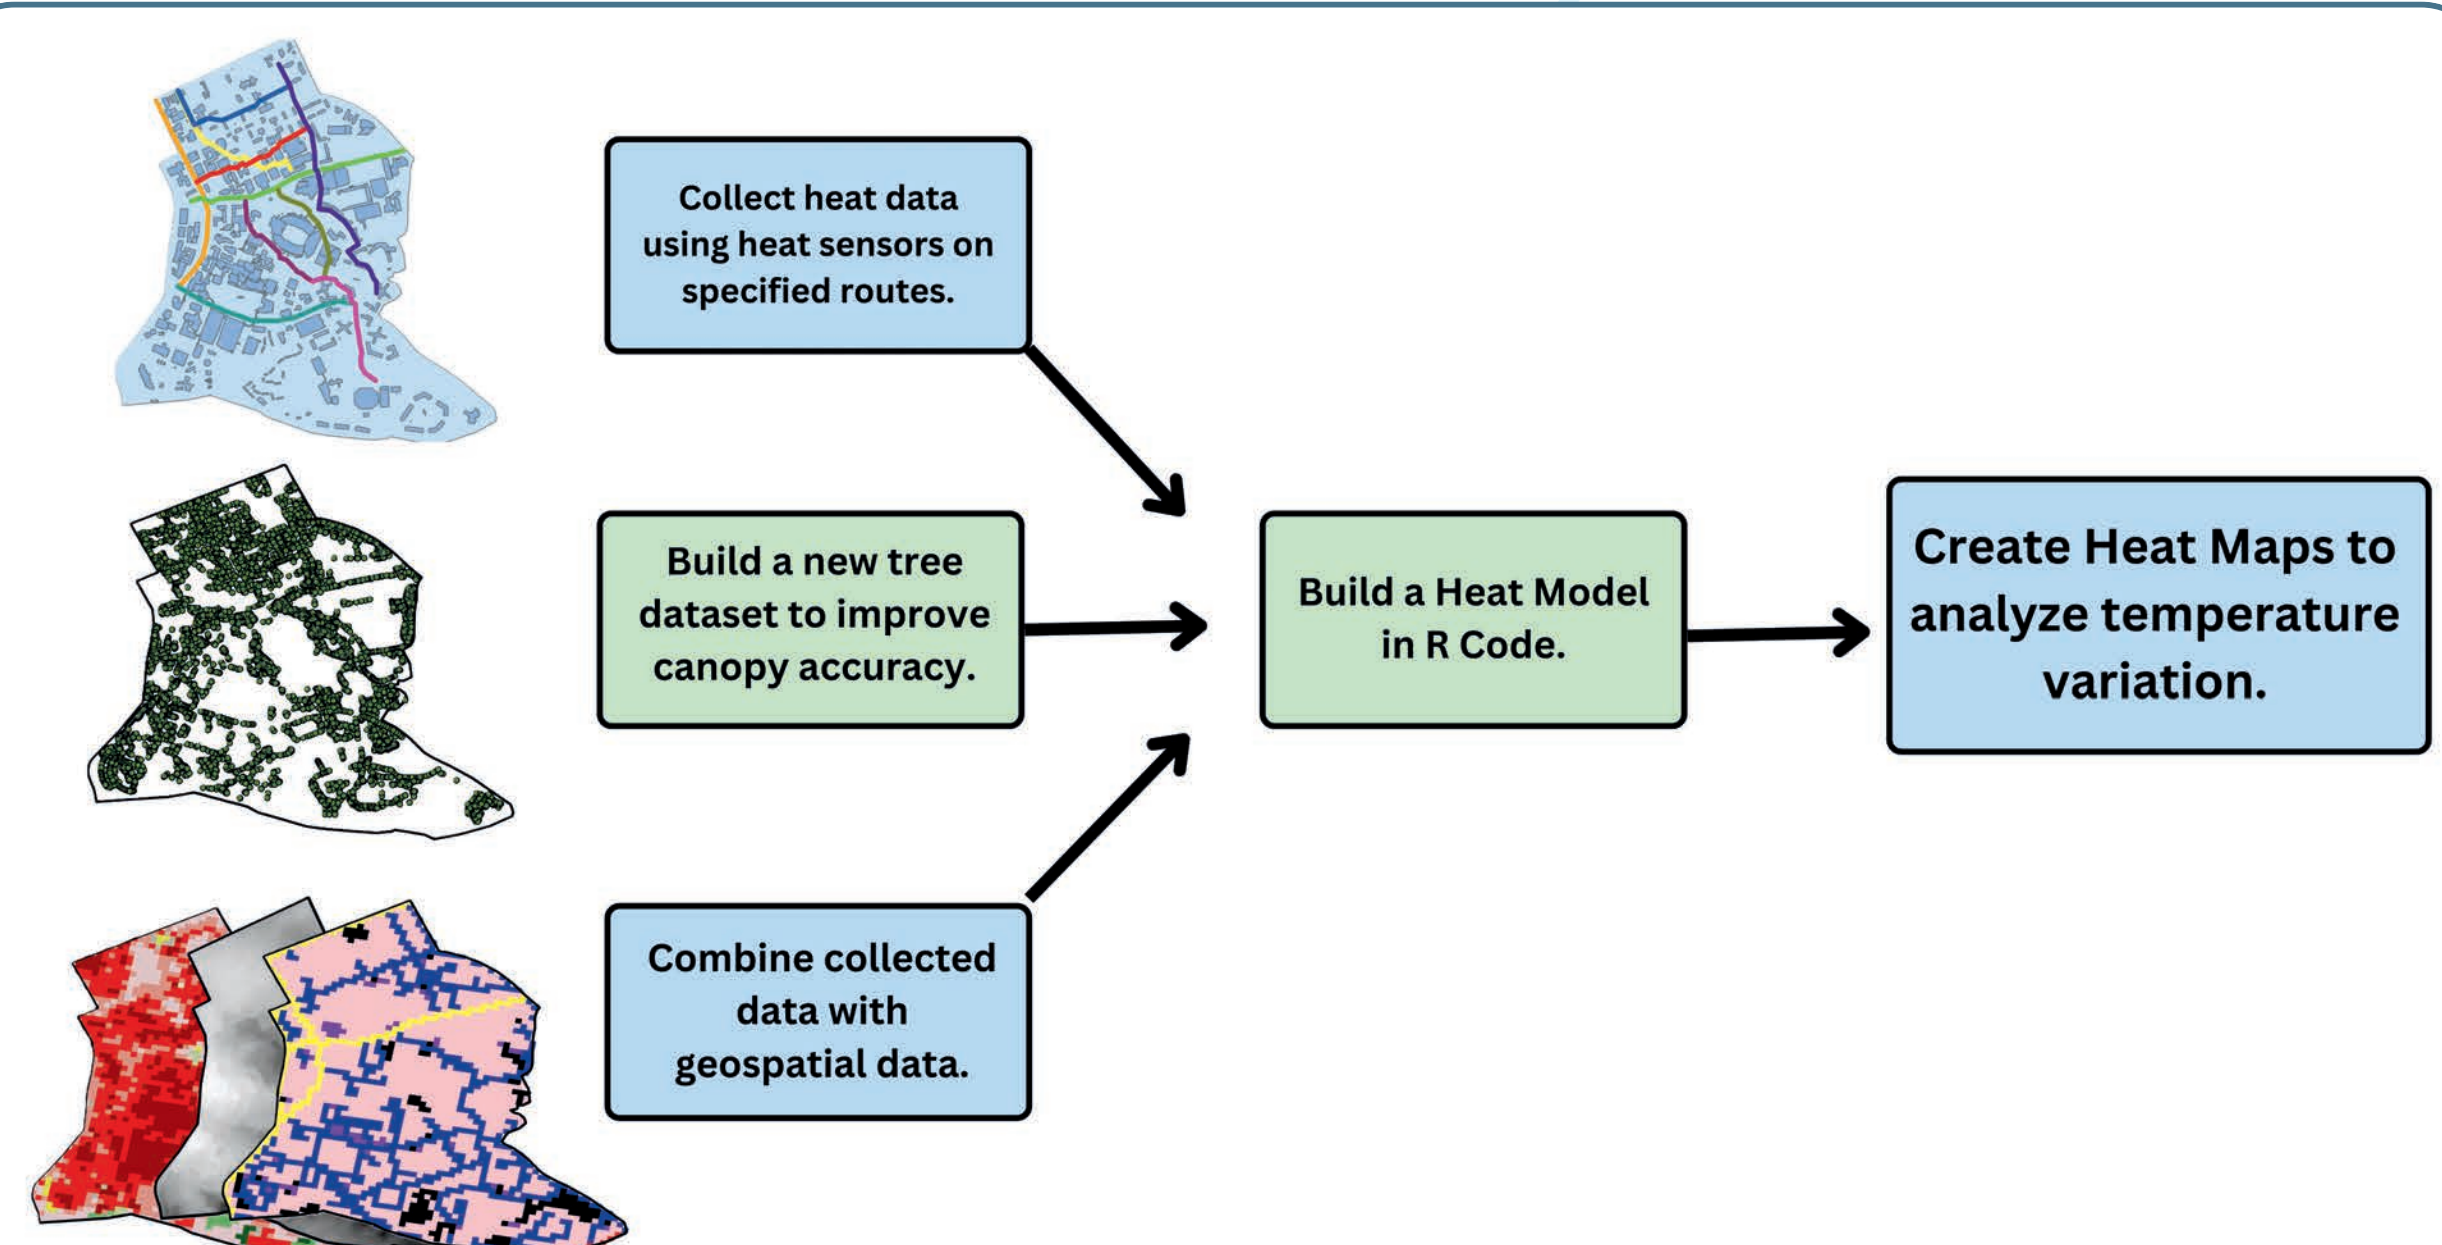 Collect heat data
using heat sensors on
specified routes.
Build a new tree
dataset to improve
canopy accuracy.
Combine collected
data with
geospatial data.
Build a Heat Model
in R Code.
Create Heat Maps to
analyze temperature
variation.